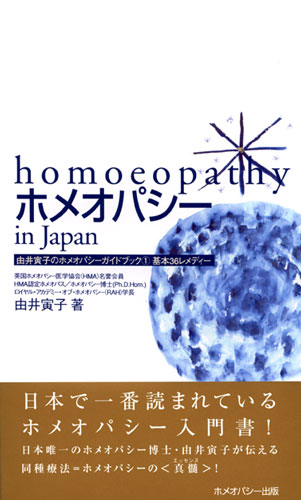 homoeopathy
ホメオパシー
in Japan
由井寅子のホメオパシーガイドブック① 基本36レメディー
英国ホメオパシー医学協会(HMA)名誉会員
HMA認定ホメオパス／ホメオパシー博士(Ph.D.Hom.)
ロイヤル・アカデミー・オブ・ホメオパシー(RAH)学長
由井寅子 著
日本で一番読まれている
ホメオパシー入門書！
日本唯一のホメオパシー博士・由井寅子が伝える
エッセンス
同種療法＝ホメオパシーの＜真髄＞！
ホメオパシー出版